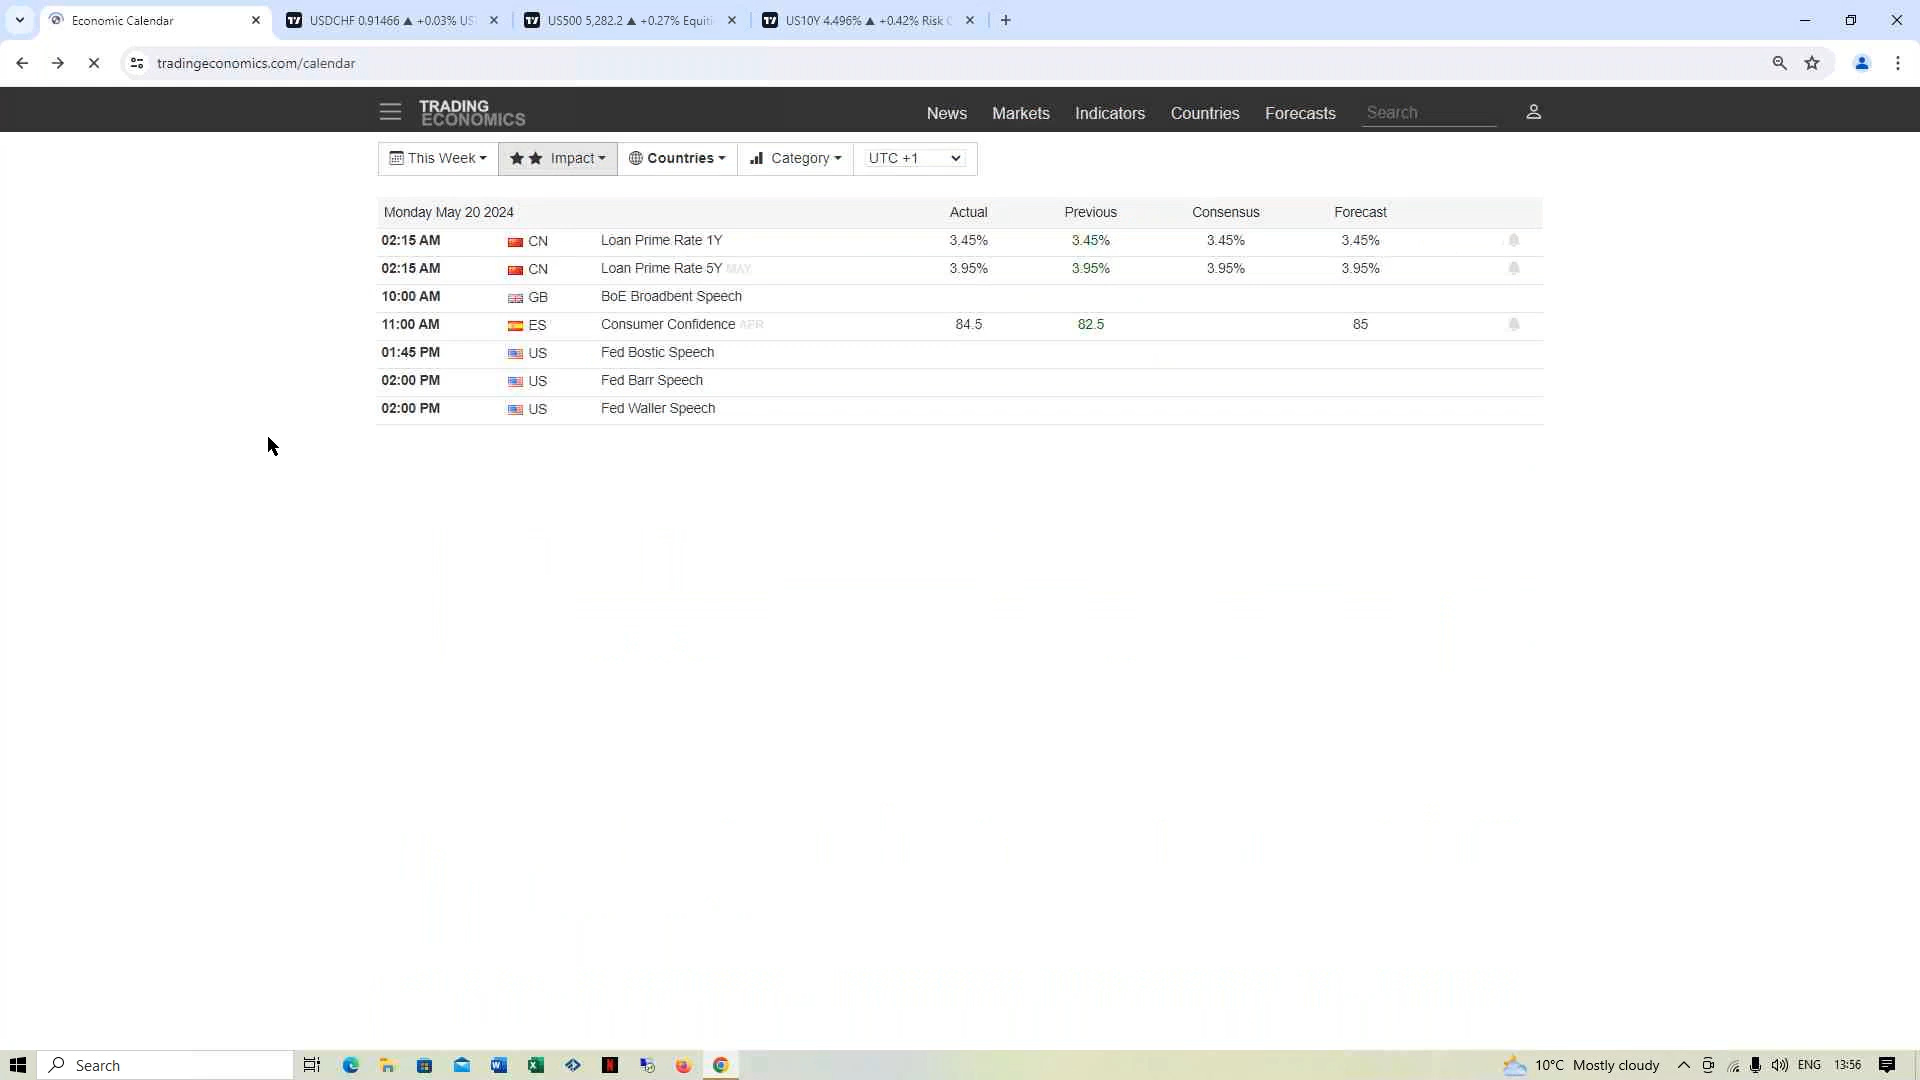 Economic Calendar
USDCHF 0.91466 ▲ +0.03% US
US500 5,282.2 ▲ +0.27% Equiti
US10Y 4.496% ▲ +0.42% Risk C
tradingeconomics.com/calendar
TRADING
ECONOMICS
News Markets Indicators Countries Forecasts Search
This Week Impact Countries Category UTC +1
Monday May 20 2024 Actual Previous Consensus Forecast
02:15 AM CN Loan Prime Rate 1Y 3.45% 3.45% 3.45% 3.45%
02:15 AM CN Loan Prime Rate 5Y MAY 3.95% 3.95% 3.95% 3.95%
10:00 AM GB BoE Broadbent Speech
11:00 AM ES Consumer Confidence APR 84.5 82.5 85
01:45 PM US Fed Bostic Speech
02:00 PM US Fed Barr Speech
02:00 PM US Fed Waller Speech
Search 10°C Mostly cloudy ENG 13:56